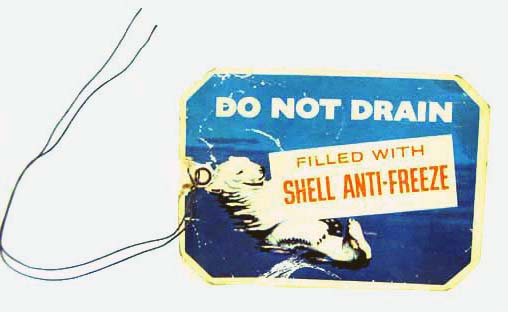 DO NOT DRAIN
FILLED WITH
SHELL ANTI-FREEZE